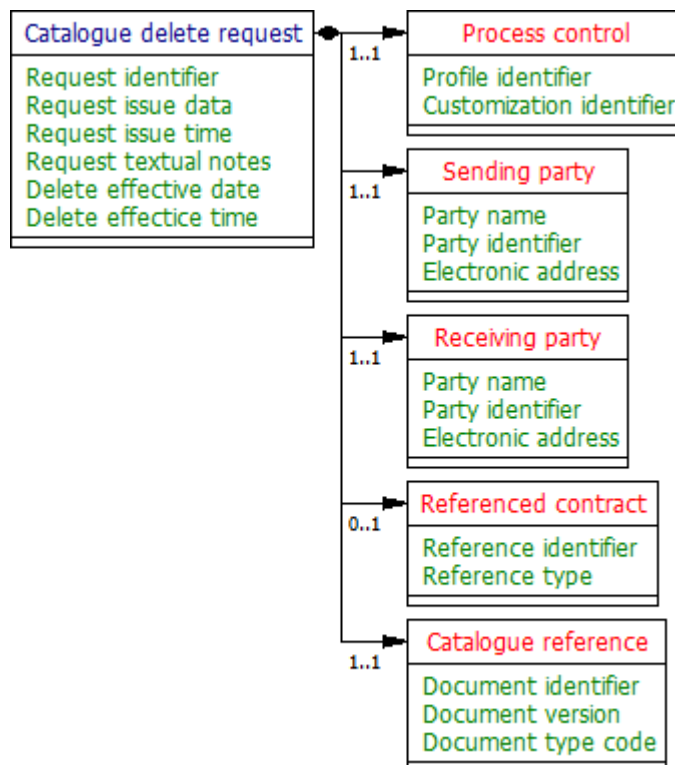 Catalogue delete request
Request identifier
Request issue data
Request issue time
Request textual notes
Delete effective date
Delete effectice time
1..1
Process control
Profile identifier
Customization identifier
1..1
Sending party
Party name
Party identifier
Electronic address
1..1
Receiving party
Party name
Party identifier
Electronic address
0..1
Referenced contract
Reference identifier
Reference type
1..1
Catalogue reference
Document identifier
Document version
Document type code